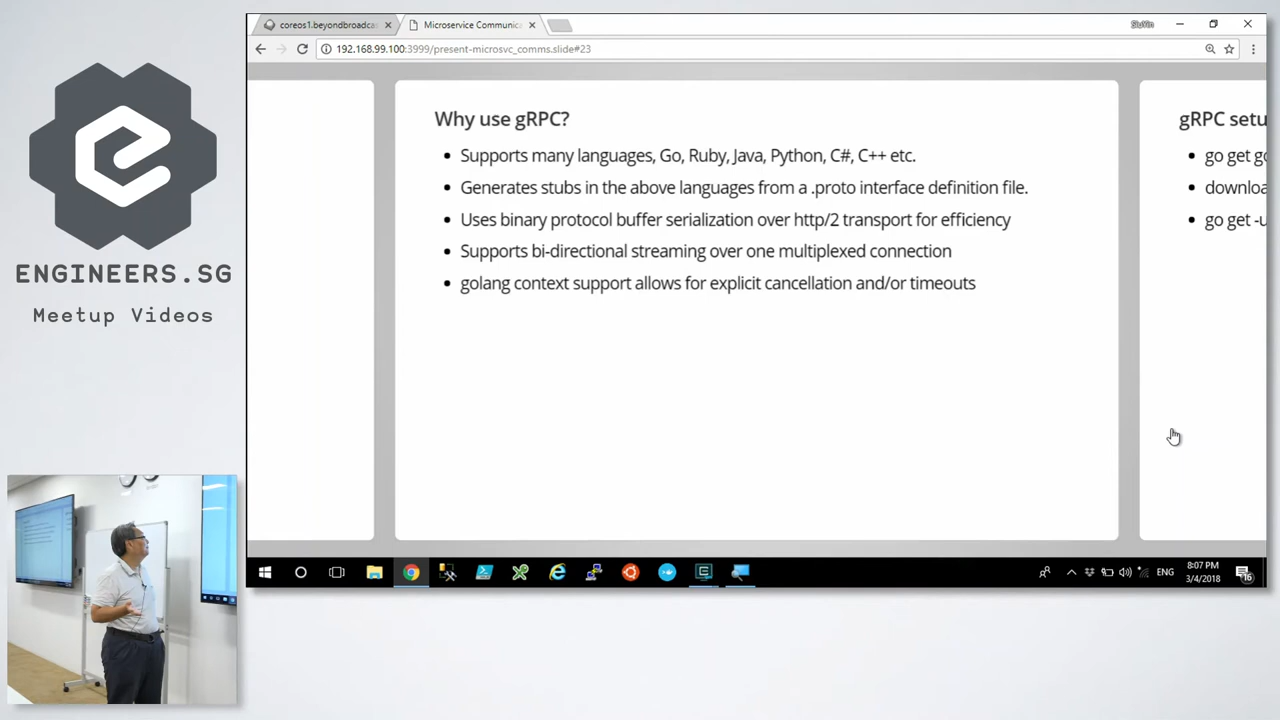 coreos1.beyondbroadcas
Microservice Communica
SiuYin
192.168.99.100:3999/present-microsvc_comms.slide#23
ENGINEERS.SG
Meetup Videos
Why use gRPC?
Supports many languages, Go, Ruby, Java, Python, C#, C++ etc.
Generates stubs in the above languages from a .proto interface definition file.
Uses binary protocol buffer serialization over http/2 transport for efficiency
Supports bi-directional streaming over one multiplexed connection
golang context support allows for explicit cancellation and/or timeouts
gRPC setu
go get go
downloa
go get -u
ENG
8:07 PM
3/4/2018
16